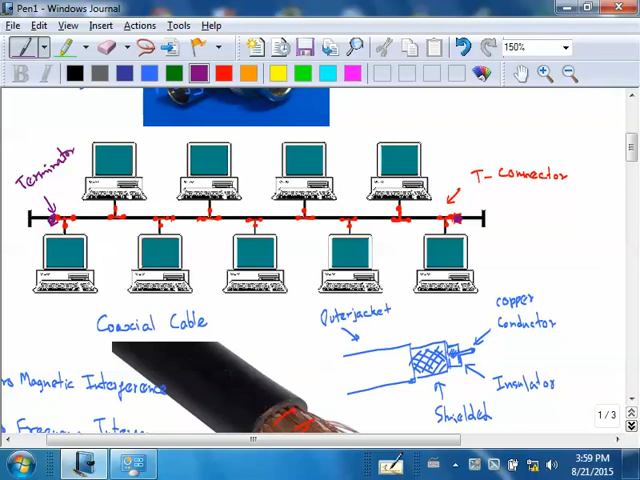 Pen1 - Windows Journal
File Edit View Insert Actions Tools Help
150%
B I
Terminator
T- Connector
Coaxial Cable
Outerjacket
copper
Conductor
Insulator
Shielded
ro Magnetic Interference
1 / 3
3:59 PM
8/21/2015